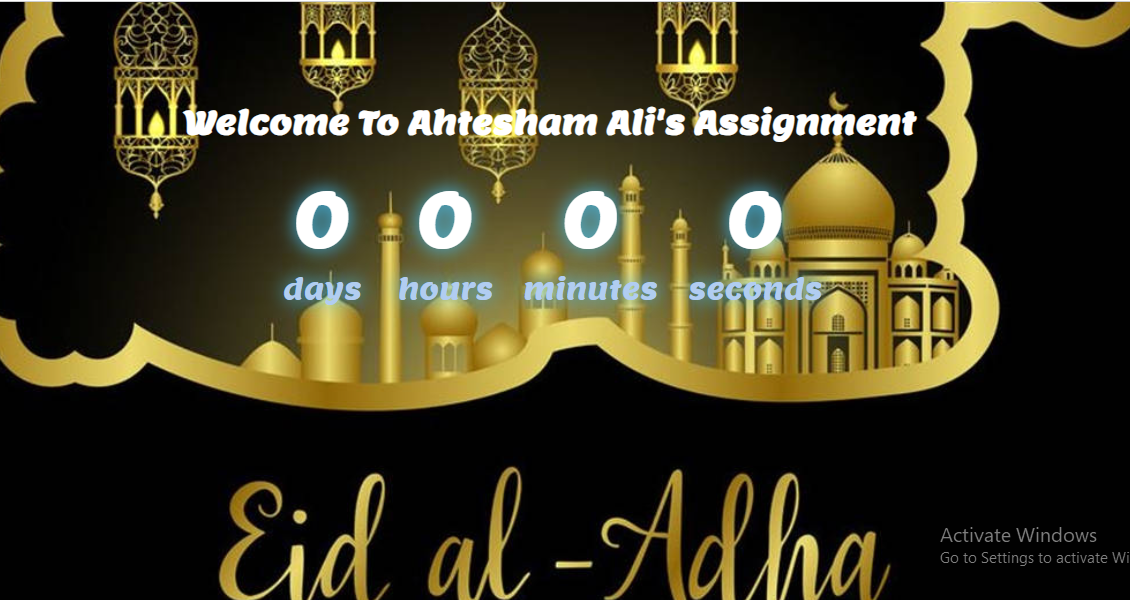 Welcome To Ahtesham Ali's Assignment
0 0 0 0
days hours minutes seconds
Eid al-Adha
Activate Windows
Go to Settings to activate Wi